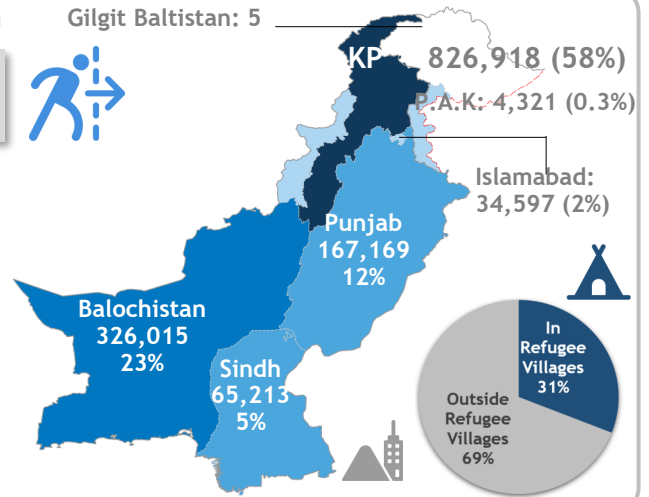 Gilgit Baltistan: 5
KP 826,918 (58%)
P.A.K: 4,321 (0.3%)
Islamabad:
34,597 (2%)
Punjab
167,169
12%
Balochistan
326,015
23%
Sindh
65,213
5%
In
Refugee
Villages
31%
Outside
Refugee
Villages
69%